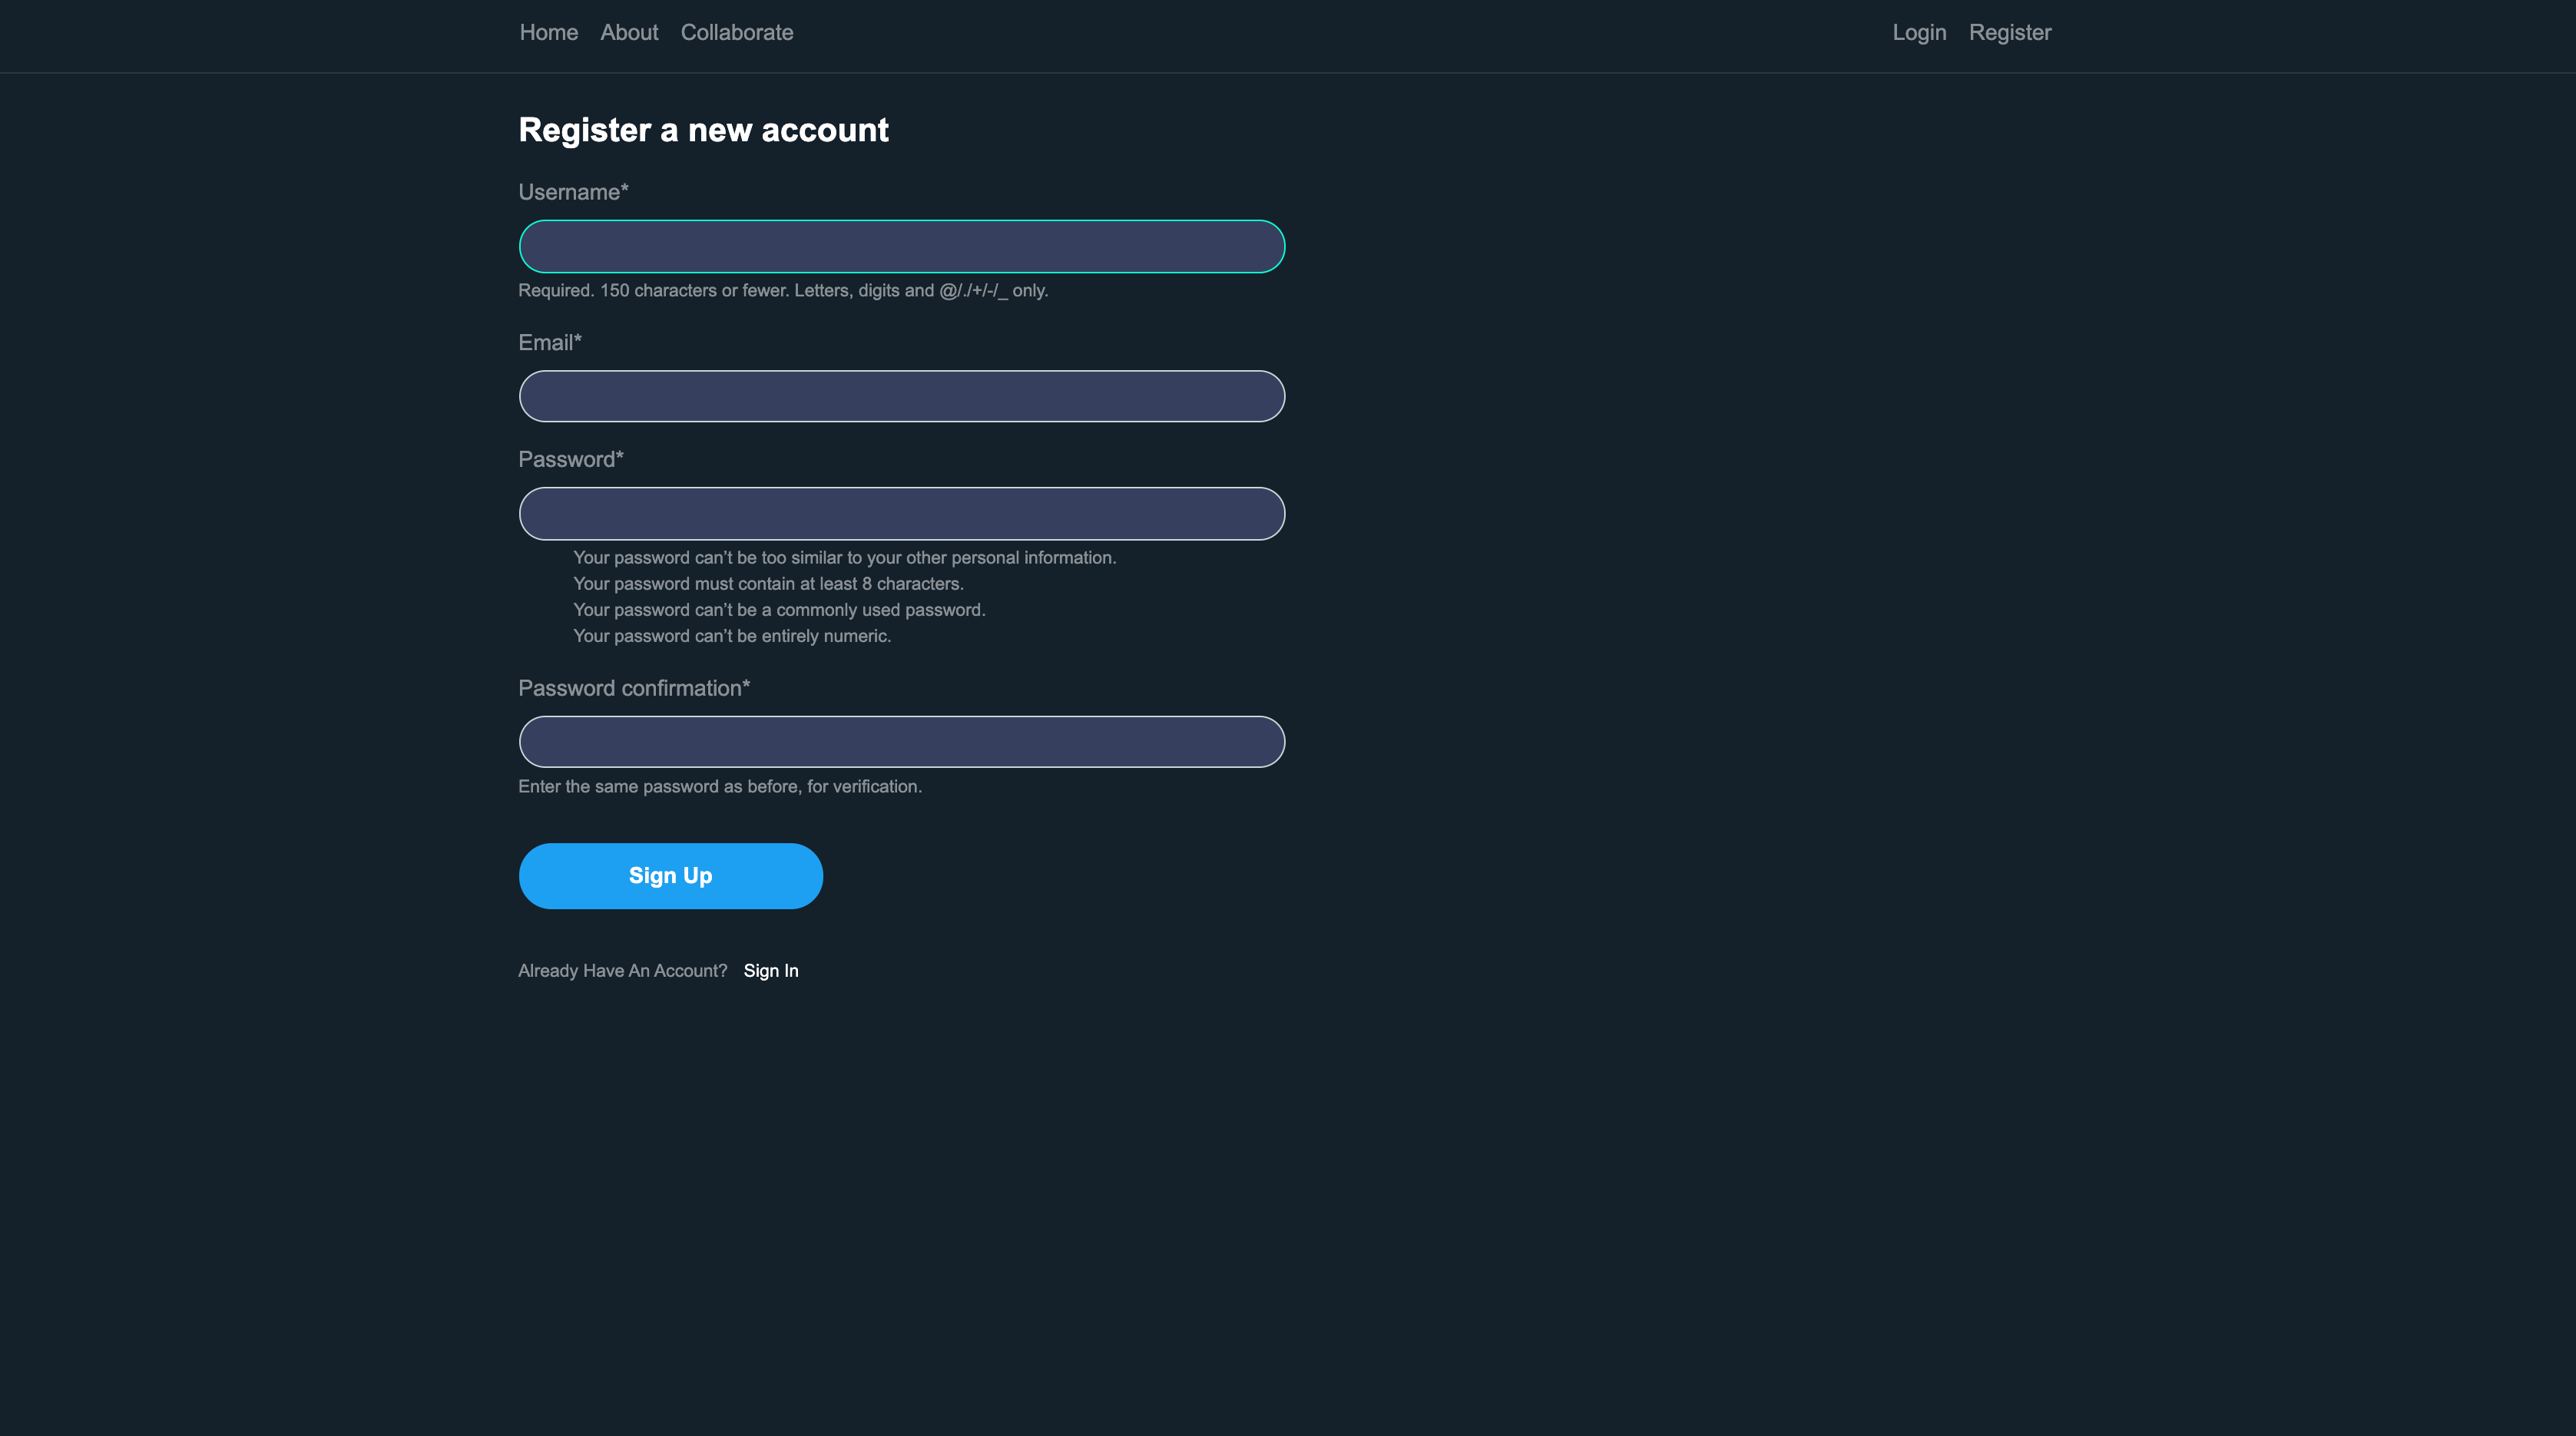 Home About Collaborate Login Register
Register a new account
Username*
Required. 150 characters or fewer. Letters, digits and @/./+/-/_ only.
Email*
Password*
Your password can’t be too similar to your other personal information.
Your password must contain at least 8 characters.
Your password can’t be a commonly used password.
Your password can’t be entirely numeric.
Password confirmation*
Enter the same password as before, for verification.
Sign Up
Already Have An Account? Sign In